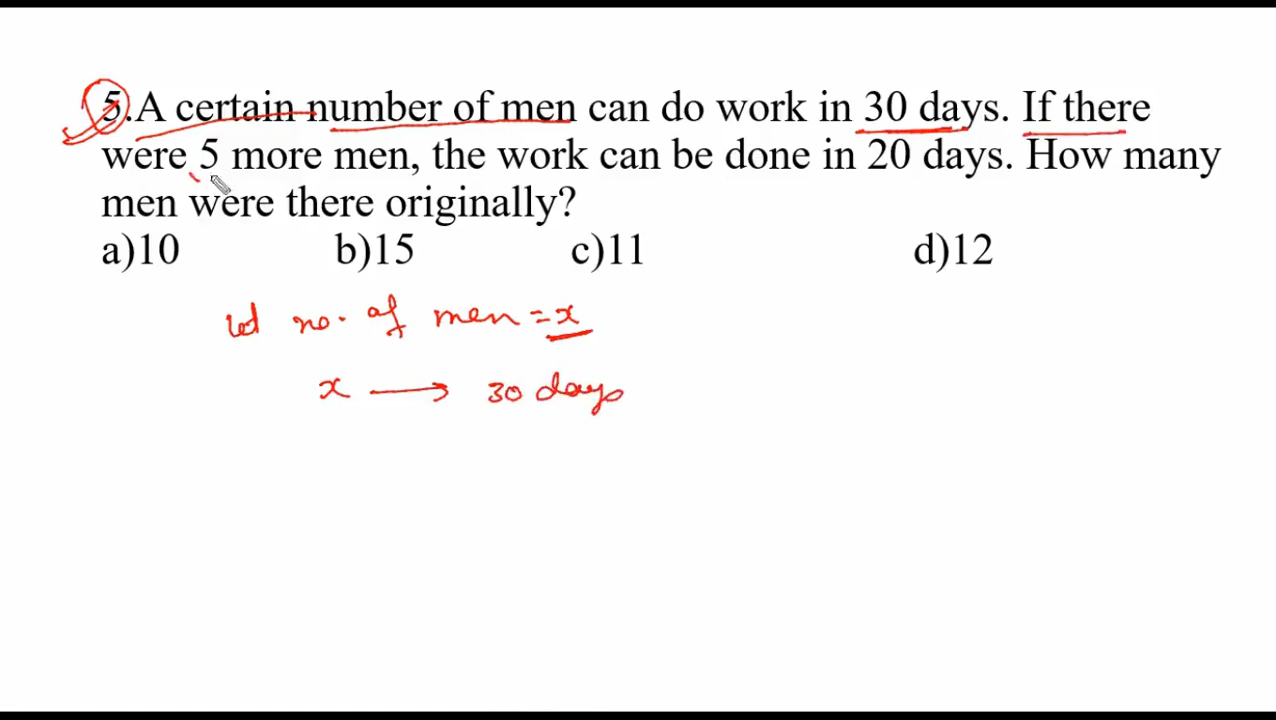 5.A certain number of men can do work in 30 days. If there
were 5 more men, the work can be done in 20 days. How many
men were there originally?
a)10 b)15 c)11 d)12
let no. of men = x
x → 30 days